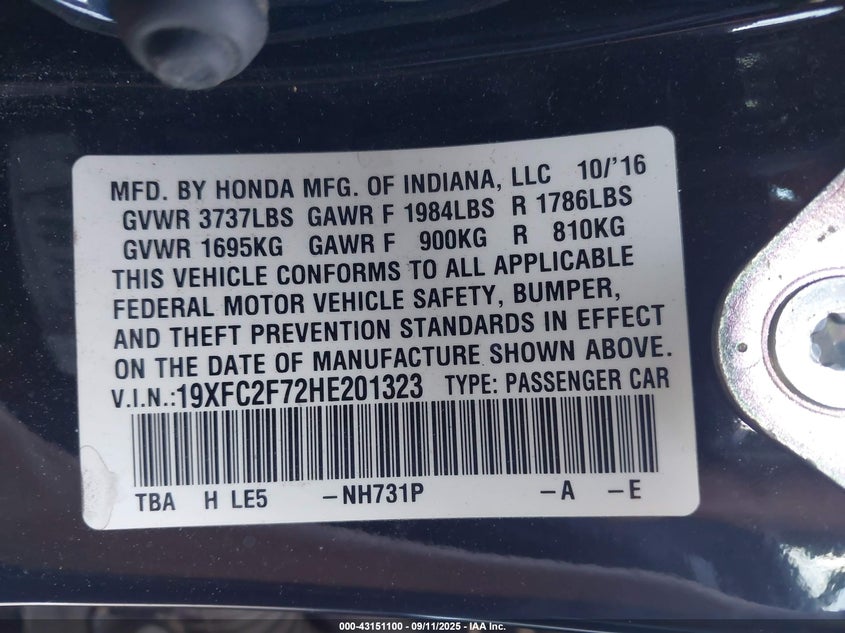 MFD. BY HONDA MFG. OF INDIANA, LLC 10/'16
GVWR 3737LBS GAWR F 1984LBS R 1786LBS
GVWR 1695KG GAWR F 900KG R 810KG
THIS VEHICLE CONFORMS TO ALL APPLICABLE
FEDERAL MOTOR VEHICLE SAFETY, BUMPER,
AND THEFT PREVENTION STANDARDS IN EFFECT
ON THE DATE OF MANUFACTURE SHOWN ABOVE.
V.I.N.:19XFC2F72HE201323 TYPE: PASSENGER CAR
TBA H LE5 –NH731P –A –E
000-43151100 - 09/11/2025 - IAA Inc.